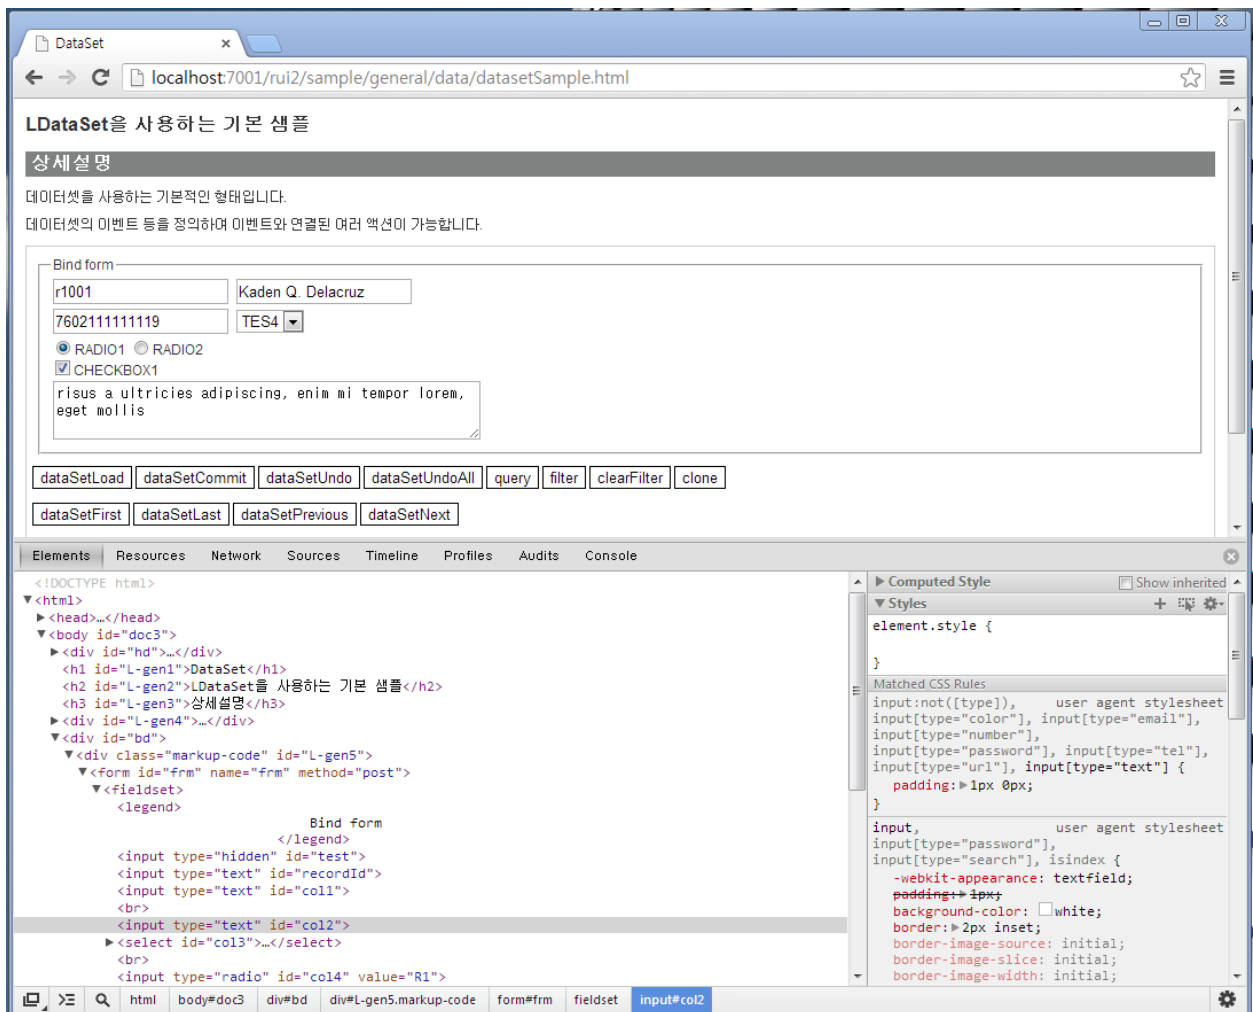 DataSet
localhost:7001/rui2/sample/general/data/datasetSample.html
LDataSet을 사용하는 기본 샘플
상세설명
데이터셋을 사용하는 기본적인 형태입니다.
데이터셋의 이벤트 등을 정의하여 이벤트와 연결된 여러 액션이 가능합니다.
Bind form
r1001 Kaden Q. Delacruz
7602111111119 TES4
RADIO1 RADIO2
CHECKBOX1
risus a ultricies adipiscing, enim mi tempor lorem,
eget mollis
dataSetLoad dataSetCommit dataSetUndo dataSetUndoAll query filter clearFilter clone
dataSetFirst dataSetLast dataSetPrevious dataSetNext
Elements Resources Network Sources Timeline Profiles Audits Console
<!DOCTYPE html>
<html>
<head>…</head>
<body id="doc3">
<div id="hd">…</div>
<h1 id="L-gen1">DataSet</h1>
<h2 id="L-gen2">LDataSet을 사용하는 기본 샘플</h2>
<h3 id="L-gen3">상세설명</h3>
<div id="L-gen4">…</div>
<div id="bd">
<div class="markup-code" id="L-gen5">
<form id="frm" name="frm" method="post">
<fieldset>
<legend>
Bind form
</legend>
<input type="hidden" id="test">
<input type="text" id="recordId">
<input type="text" id="col1">
<br>
<input type="text" id="col2">
<select id="col3">…</select>
<br>
<input type="radio" id="col4" value="R1">
Computed Style Show inherited
Styles
element.style {
}
Matched CSS Rules
input:not([type]), user agent stylesheet
input[type="color"], input[type="email"],
input[type="number"],
input[type="password"], input[type="tel"],
input[type="url"], input[type="text"] {
padding: 1px 0px;
}
input, user agent stylesheet
input[type="password"],
input[type="search"], isindex {
-webkit-appearance: textfield;
padding: 1px;
background-color: white;
border: 2px inset;
border-image-source: initial;
border-image-slice: initial;
border-image-width: initial;
html body#doc3 div#bd div#L-gen5.markup-code form#frm fieldset input#col2